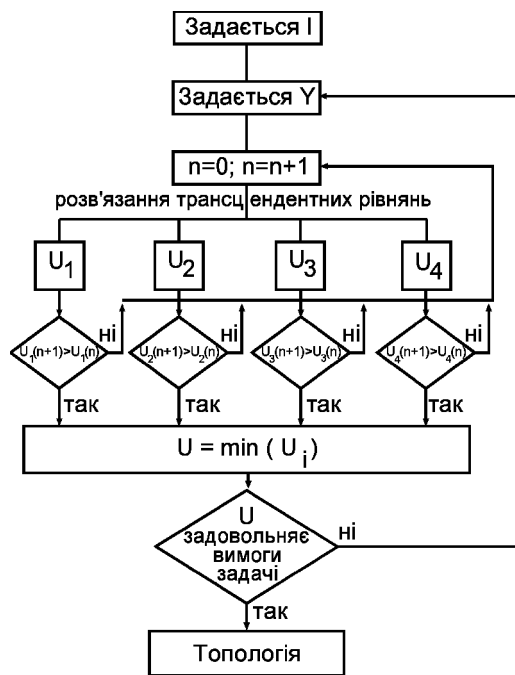 Задається I
Задається Y
n=0; n=n+1
розв'язання трансц ендентних рівнянь
U1
U2
U3
U4
U1(n+1)>U1(n)
ні
U2(n+1)>U2(n)
ні
U3(n+1)>U3(n)
ні
U4(n+1)>U4(n)
ні
так
так
так
так
U = min ( Ui )
U
задовольняє
вимоги
задачі
ні
так
Топологія